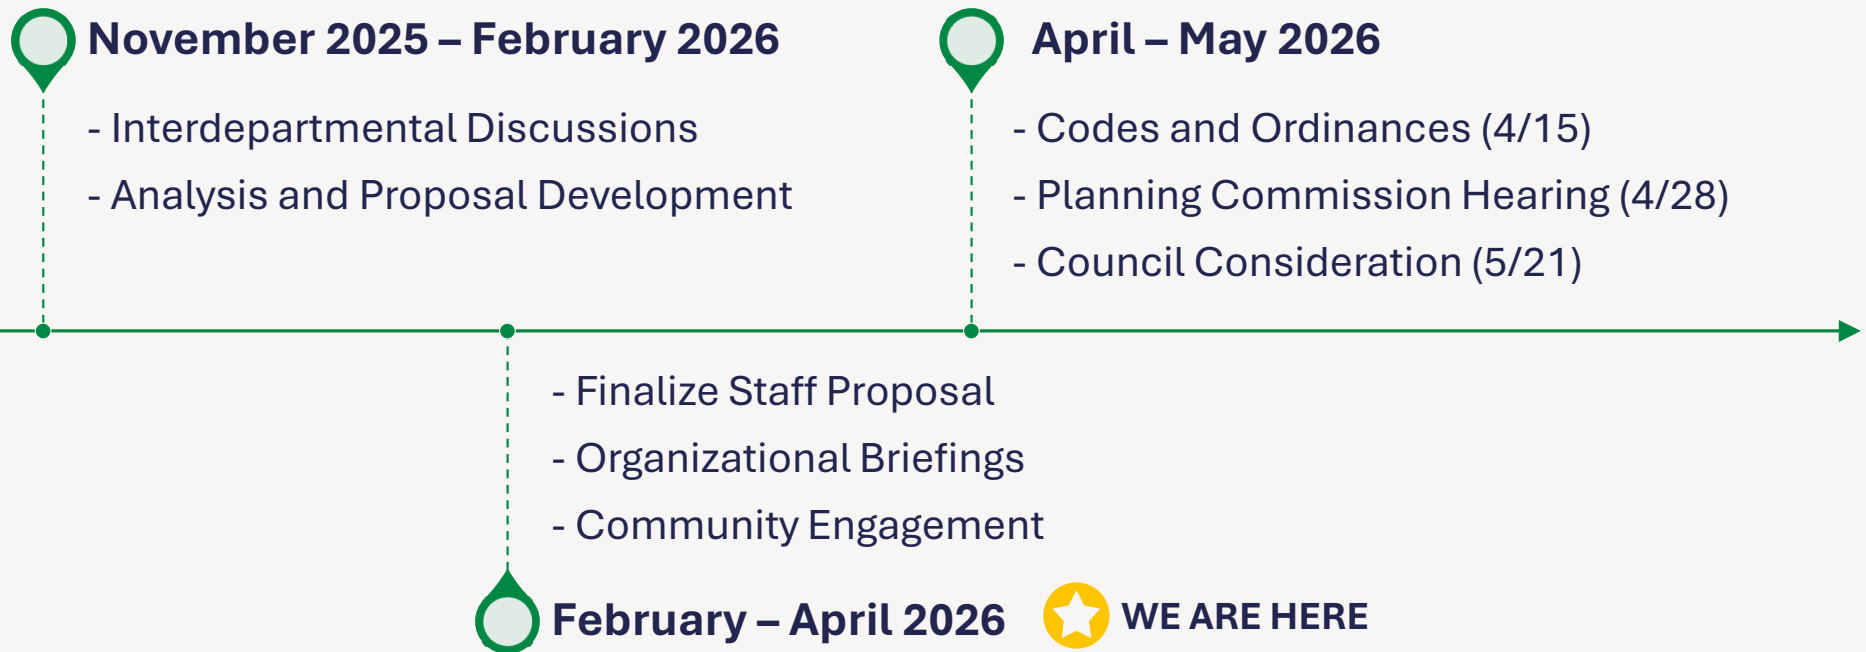 November 2025 – February 2026
- Interdepartmental Discussions
- Analysis and Proposal Development
April – May 2026
- Codes and Ordinances (4/15)
- Planning Commission Hearing (4/28)
- Council Consideration (5/21)
- Finalize Staff Proposal
- Organizational Briefings
- Community Engagement
February – April 2026
WE ARE HERE